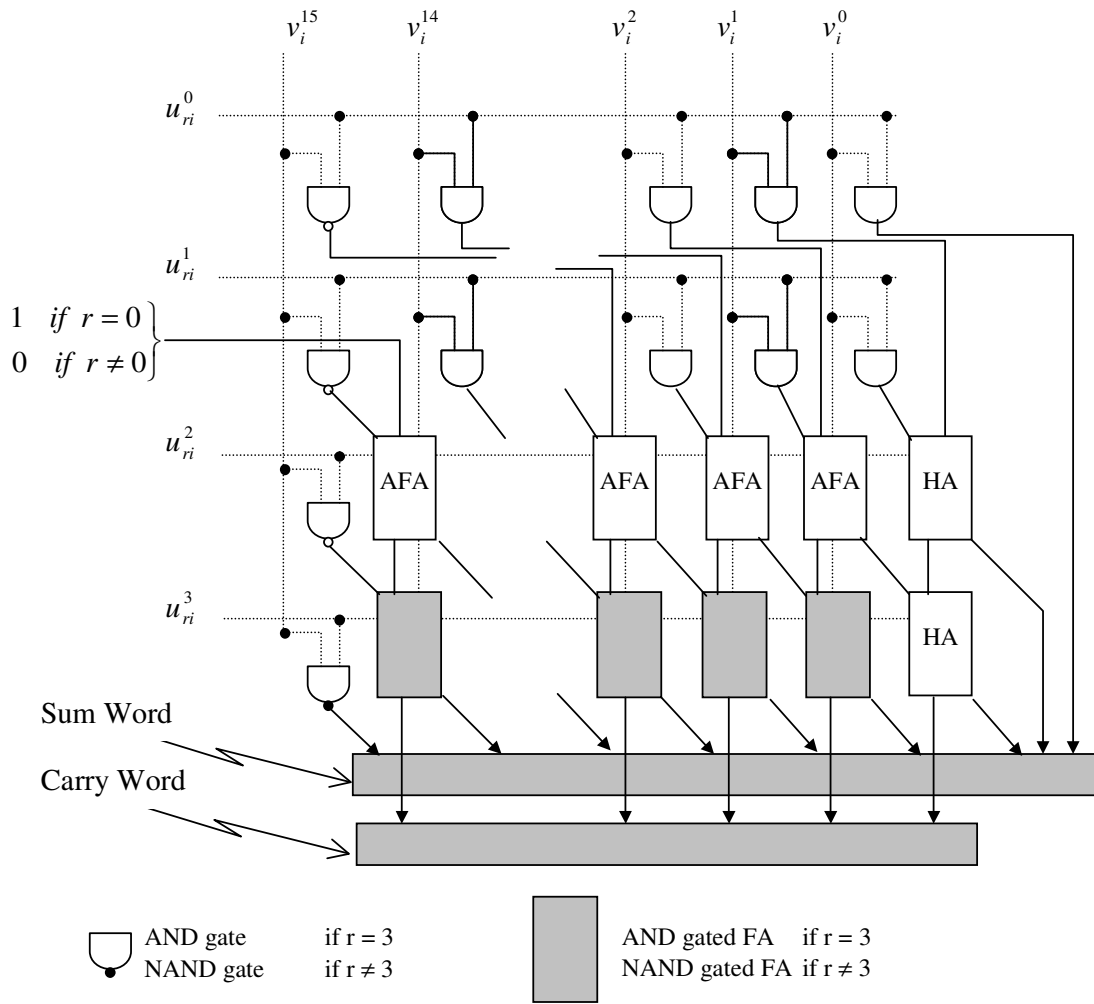 v_i^15 v_i^14 v_i^2 v_i^1 v_i^0
u_ri^0
u_ri^1
1 if r = 0
0 if r ≠ 0
u_ri^2
AFA AFA AFA AFA HA
u_ri^3
HA
Sum Word
Carry Word
AND gate if r = 3
NAND gate if r ≠ 3
AND gated FA if r = 3
NAND gated FA if r ≠ 3